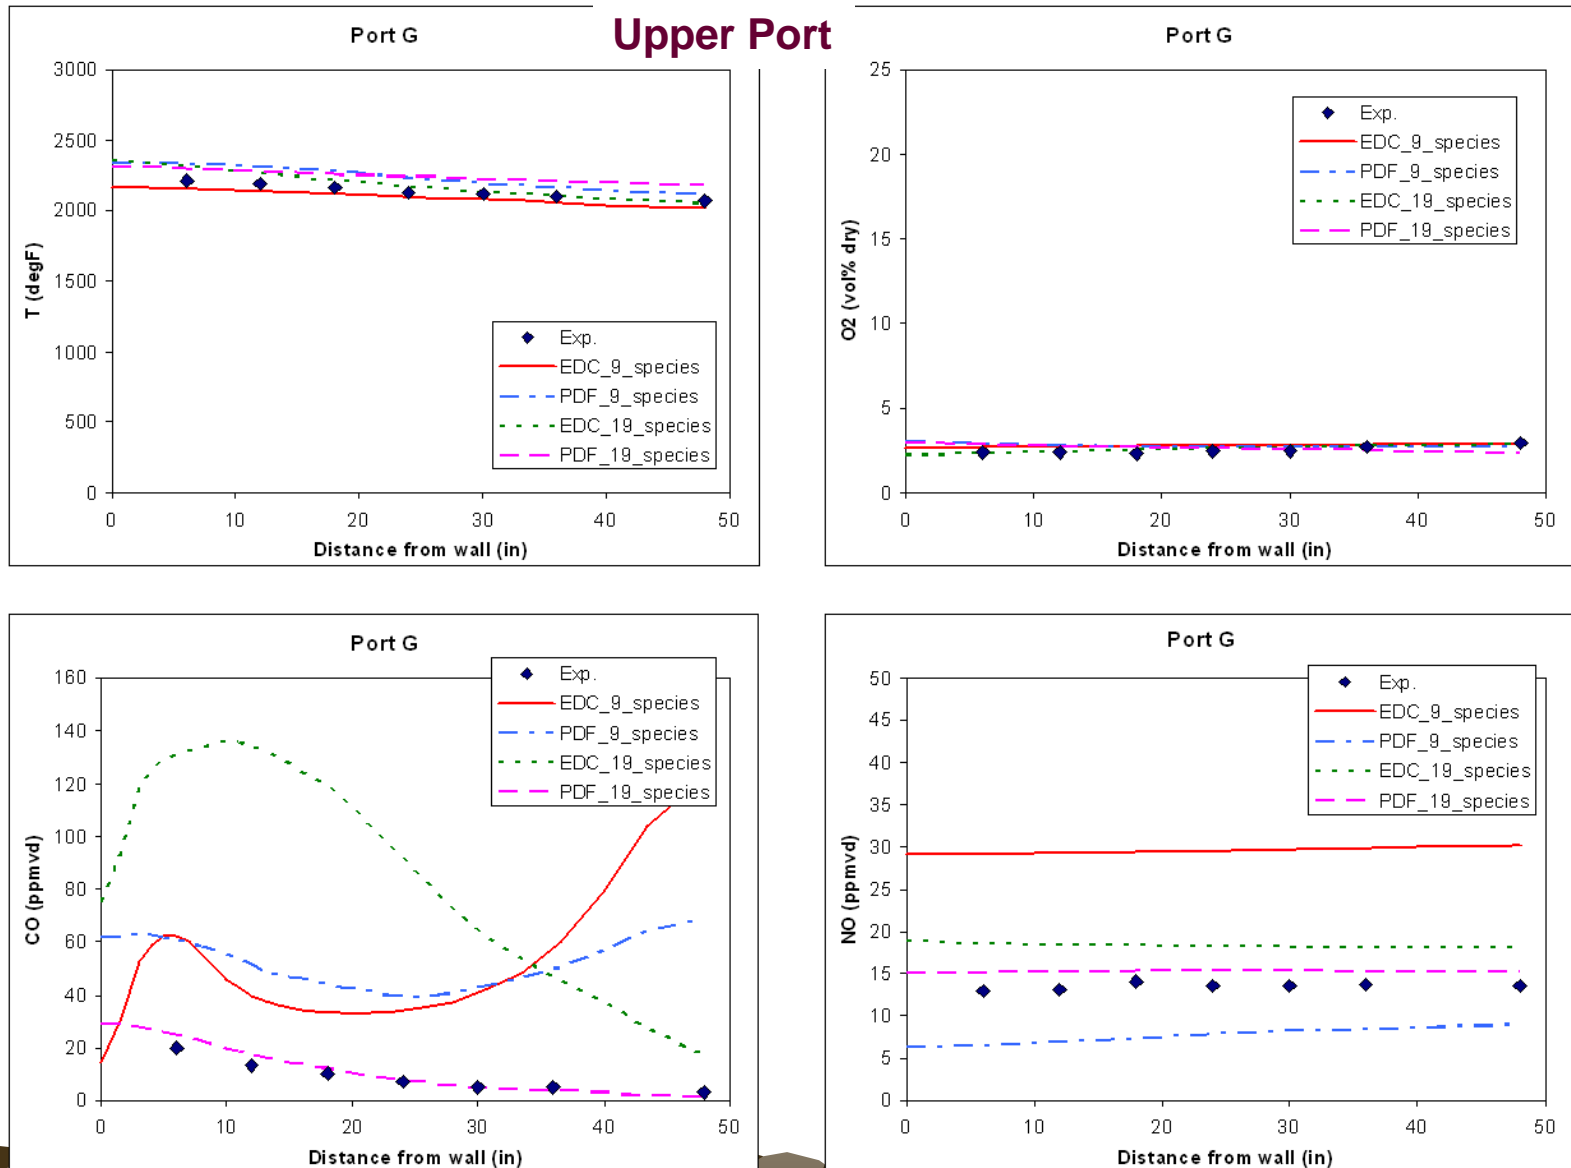 Upper Port
Port G
3000
2500
2000
1500
1000
500
0
T (degF)
0 10 20 30 40 50
Distance from wall (in)
Exp.
EDC_9_species
PDF_9_species
EDC_19_species
PDF_19_species
Port G
25
20
15
10
5
0
O2 (vol% dry)
0 10 20 30 40 50
Distance from wall (in)
Exp.
EDC_9_species
PDF_9_species
EDC_19_species
PDF_19_species
Port G
160
140
120
100
80
60
40
20
0
CO (ppmvd)
0 10 20 30 40 50
Distance from wall (in)
Exp.
EDC_9_species
PDF_9_species
EDC_19_species
PDF_19_species
Port G
50
45
40
35
30
25
20
15
10
5
0
NO (ppmvd)
0 10 20 30 40 50
Distance from wall (in)
Exp.
EDC_9_species
PDF_9_species
EDC_19_species
PDF_19_species